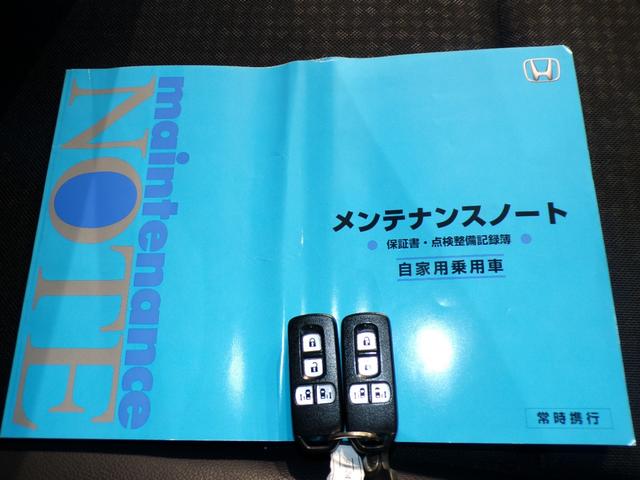 maintenance
NOTE
メンテナンスノート
保証書・点検整備記録簿
自家用乗用車
常時携行